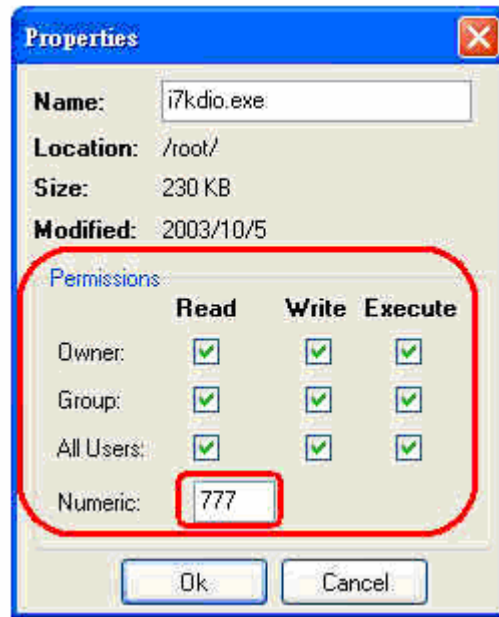 Properties
Name: i7kdio.exe
Location: /root/
Size: 230 KB
Modified: 2003/10/5
Permissions
Read Write Execute
Owner:
Group:
All Users:
Numeric: 777
Ok Cancel